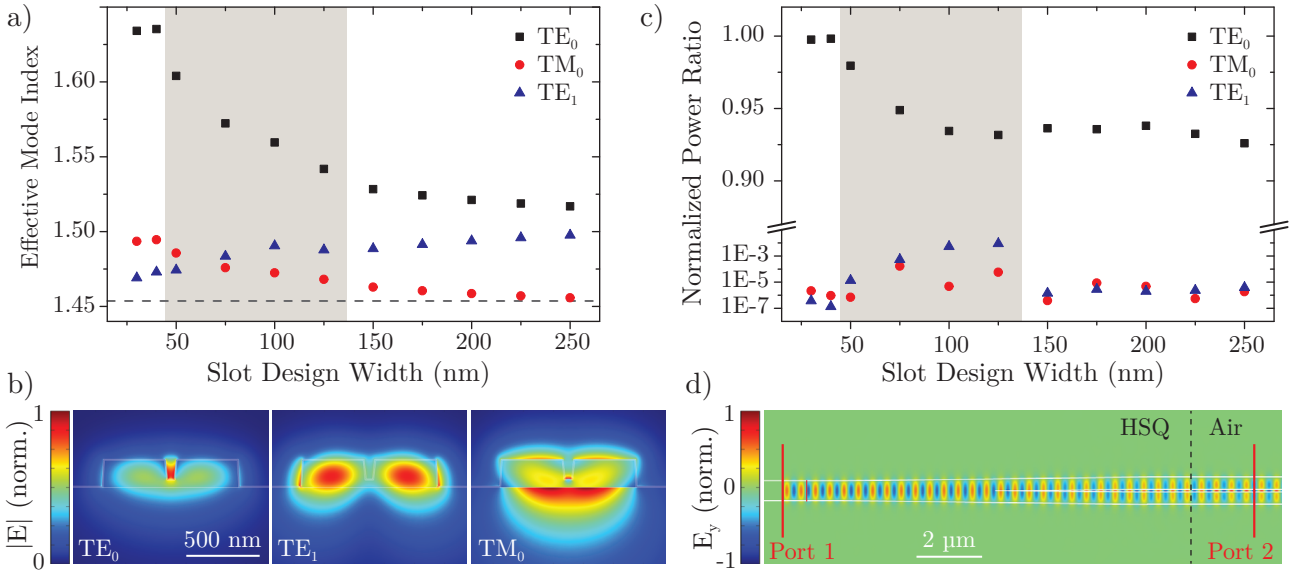 a)
Effective Mode Index
1.60
1.55
1.50
1.45
TE0
TM0
TE1
50
100
150
200
250
Slot Design Width (nm)
c)
Normalized Power Ratio
1.00
0.95
0.90
1E-3
1E-5
1E-7
TE0
TM0
TE1
50
100
150
200
250
Slot Design Width (nm)
b)
|E| (norm.)
1
0
TE0
500 nm
TE1
TM0
d)
Ey (norm.)
1
0
-1
HSQ
Air
Port 1
2 µm
Port 2